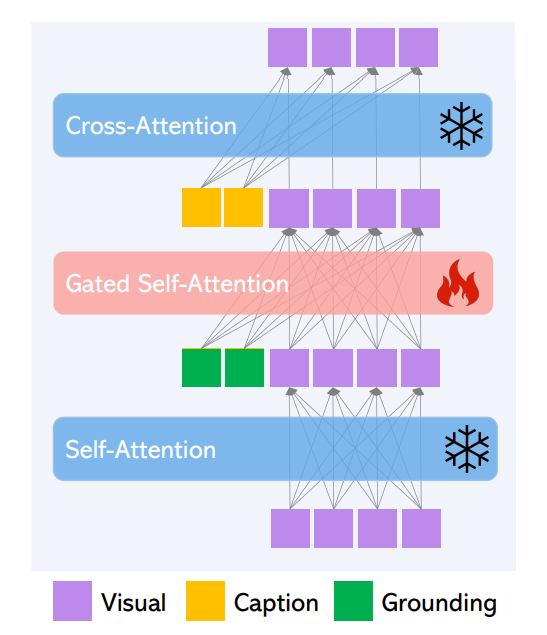 Cross-Attention
Gated Self-Attention
Self-Attention
Visual Caption Grounding